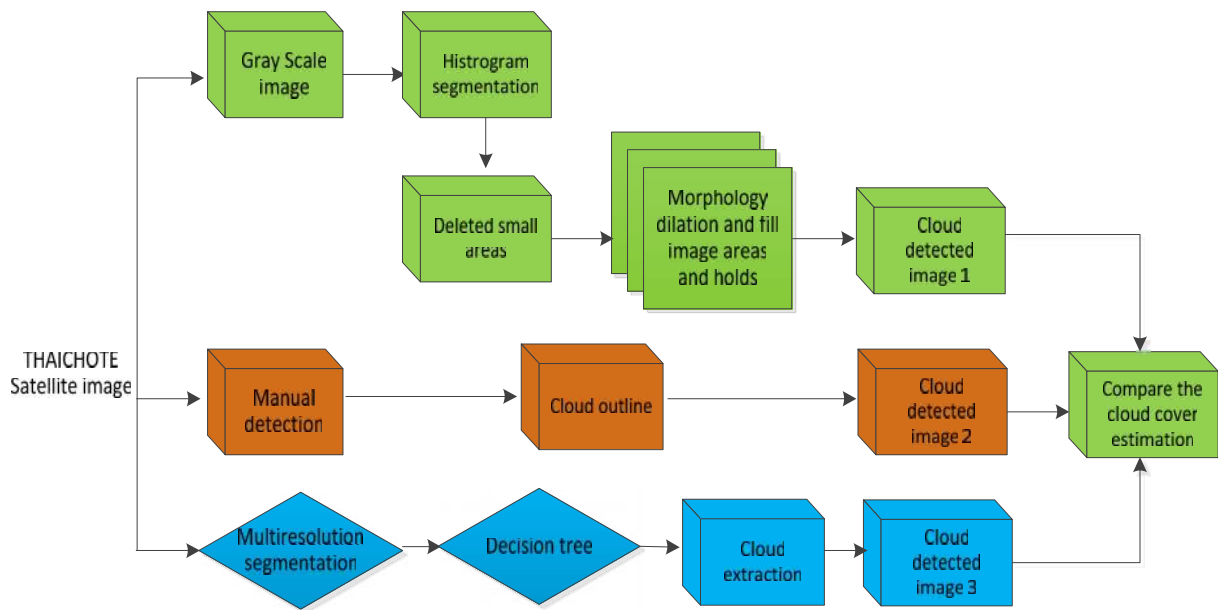 Gray Scale
image
Histrogram
segmentation
Deleted small
areas
Morphology
dilation and fill
image areas
and holds
Cloud
detected
image 1
THAICHOTE
Satellite image
Manual
detection
Cloud outline
Cloud
detected
image 2
Compare the
cloud cover
estimation
Multiresolution
segmentation
Decision tree
Cloud
extraction
Cloud
detected
image 3